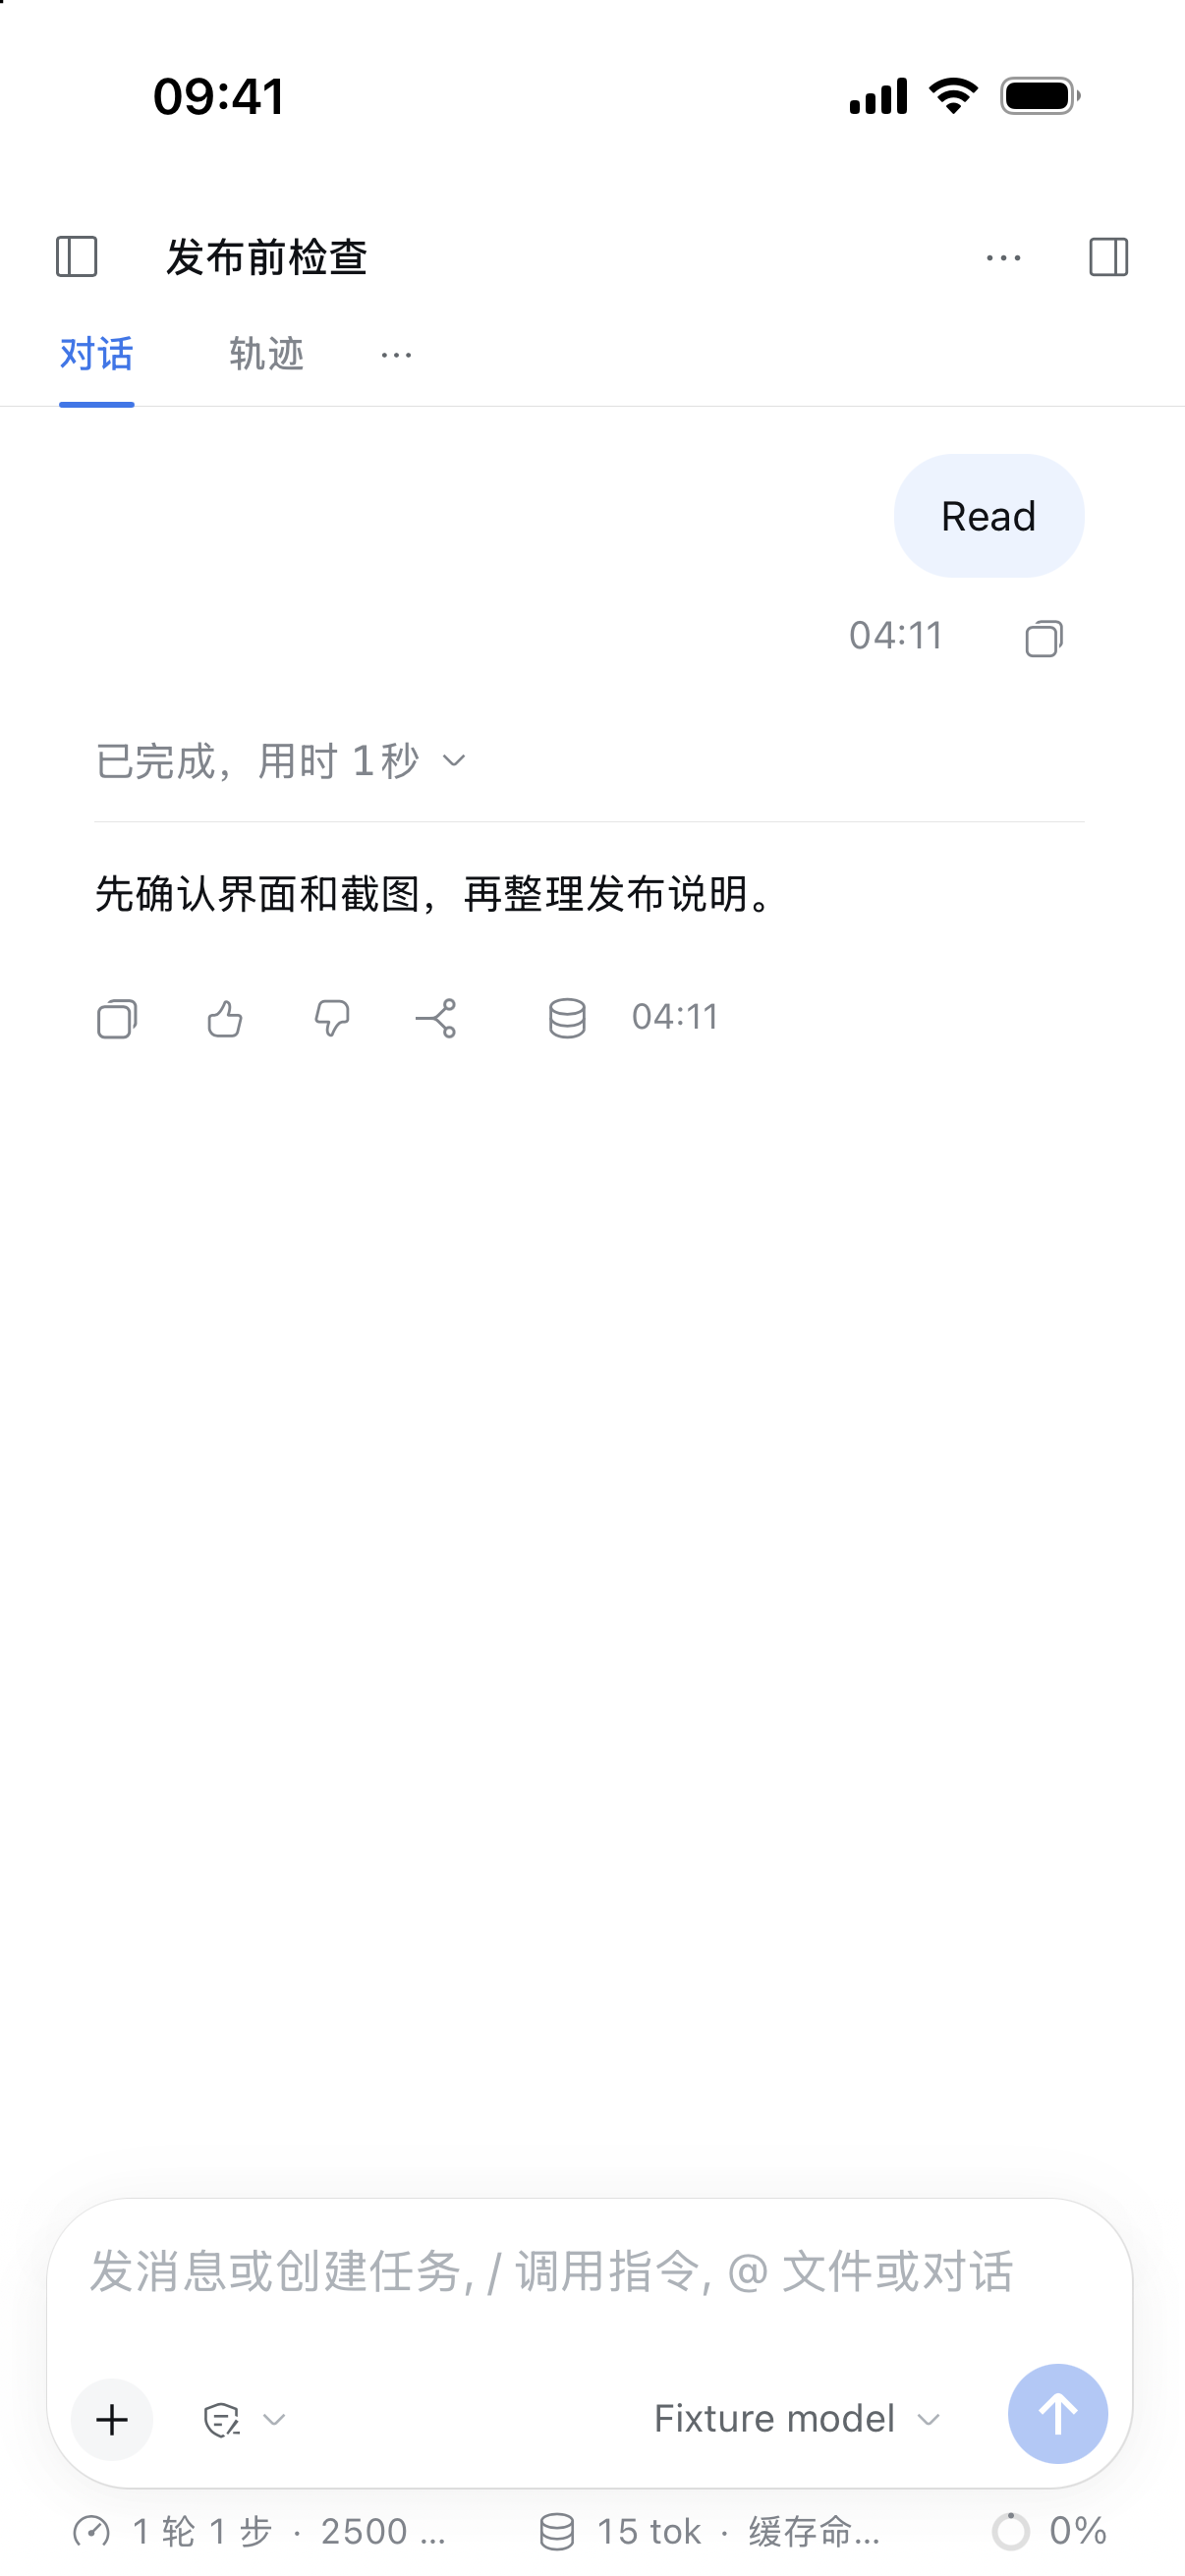 09:41
发布前检查
对话 轨迹 ...
Read
04:11
已完成，用时 1 秒
先确认界面和截图，再整理发布说明。
04:11
发消息或创建任务, / 调用指令, @ 文件或对话
Fixture model
1 轮 1 步 · 2500 ... 15 tok · 缓存命... 0%